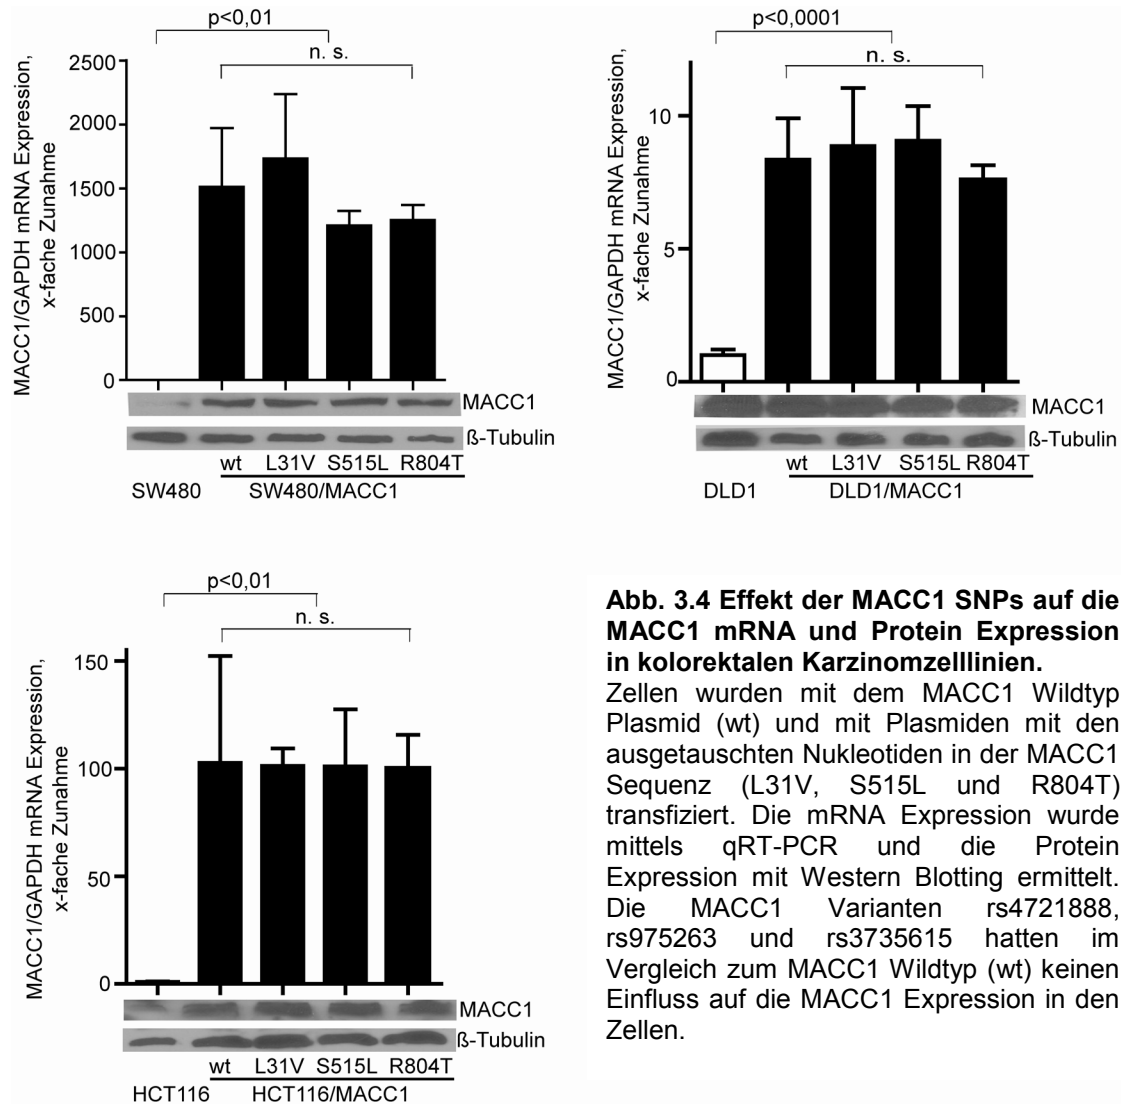 p<0,01
n. s.
MACC1/GAPDH mRNA Expression,
x-fache Zunahme
2500
2000
1500
1000
500
0
MACC1
ß-Tubulin
wt L31V S515L R804T
SW480 SW480/MACC1
p<0,0001
n. s.
MACC1/GAPDH mRNA Expression,
x-fache Zunahme
10
5
0
MACC1
ß-Tubulin
wt L31V S515L R804T
DLD1 DLD1/MACC1
p<0,01
n. s.
MACC1/GAPDH mRNA Expression,
x-fache Zunahme
150
100
50
0
MACC1
ß-Tubulin
wt L31V S515L R804T
HCT116 HCT116/MACC1
Abb. 3.4 Effekt der MACC1 SNPs auf die
MACC1 mRNA und Protein Expression
in kolorektalen Karzinomzelllinien.
Zellen wurden mit dem MACC1 Wildtyp
Plasmid (wt) und mit Plasmiden mit den
ausgetauschten Nukleotiden in der MACC1
Sequenz (L31V, S515L und R804T)
transfiziert. Die mRNA Expression wurde
mittels qRT-PCR und die Protein
Expression mit Western Blotting ermittelt.
Die MACC1 Varianten rs4721888,
rs975263 und rs3735615 hatten im
Vergleich zum MACC1 Wildtyp (wt) keinen
Einfluss auf die MACC1 Expression in den
Zellen.